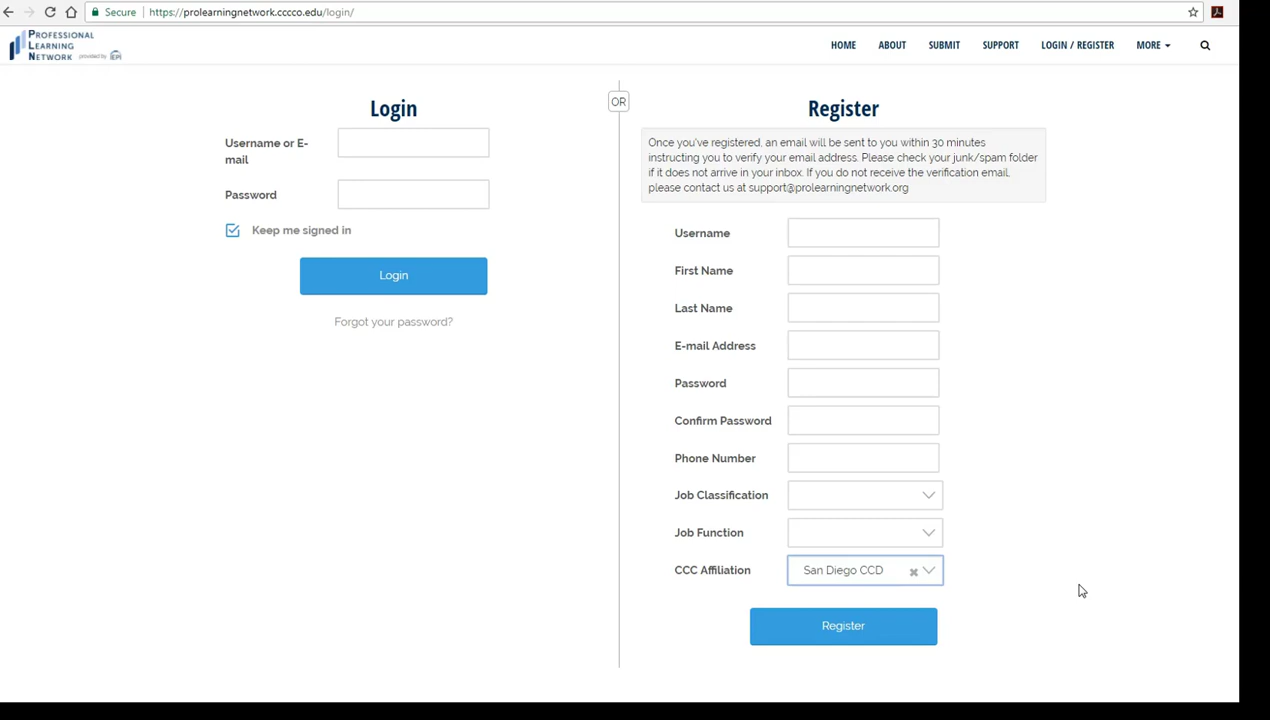 Secure https://prolearningnetwork.cccco.edu/login/
PROFESSIONAL
LEARNING
NETWORK provided by IEPI
HOME ABOUT SUBMIT SUPPORT LOGIN / REGISTER MORE
Login
Username or E-
mail
Password
Keep me signed in
Login
Forgot your password?
OR
Register
Once you've registered, an email will be sent to you within 30 minutes
instructing you to verify your email address. Please check your junk/spam folder
if it does not arrive in your inbox. If you do not receive the verification email,
please contact us at support@prolearningnetwork.org
Username
First Name
Last Name
E-mail Address
Password
Confirm Password
Phone Number
Job Classification
Job Function
CCC Affiliation San Diego CCD
Register